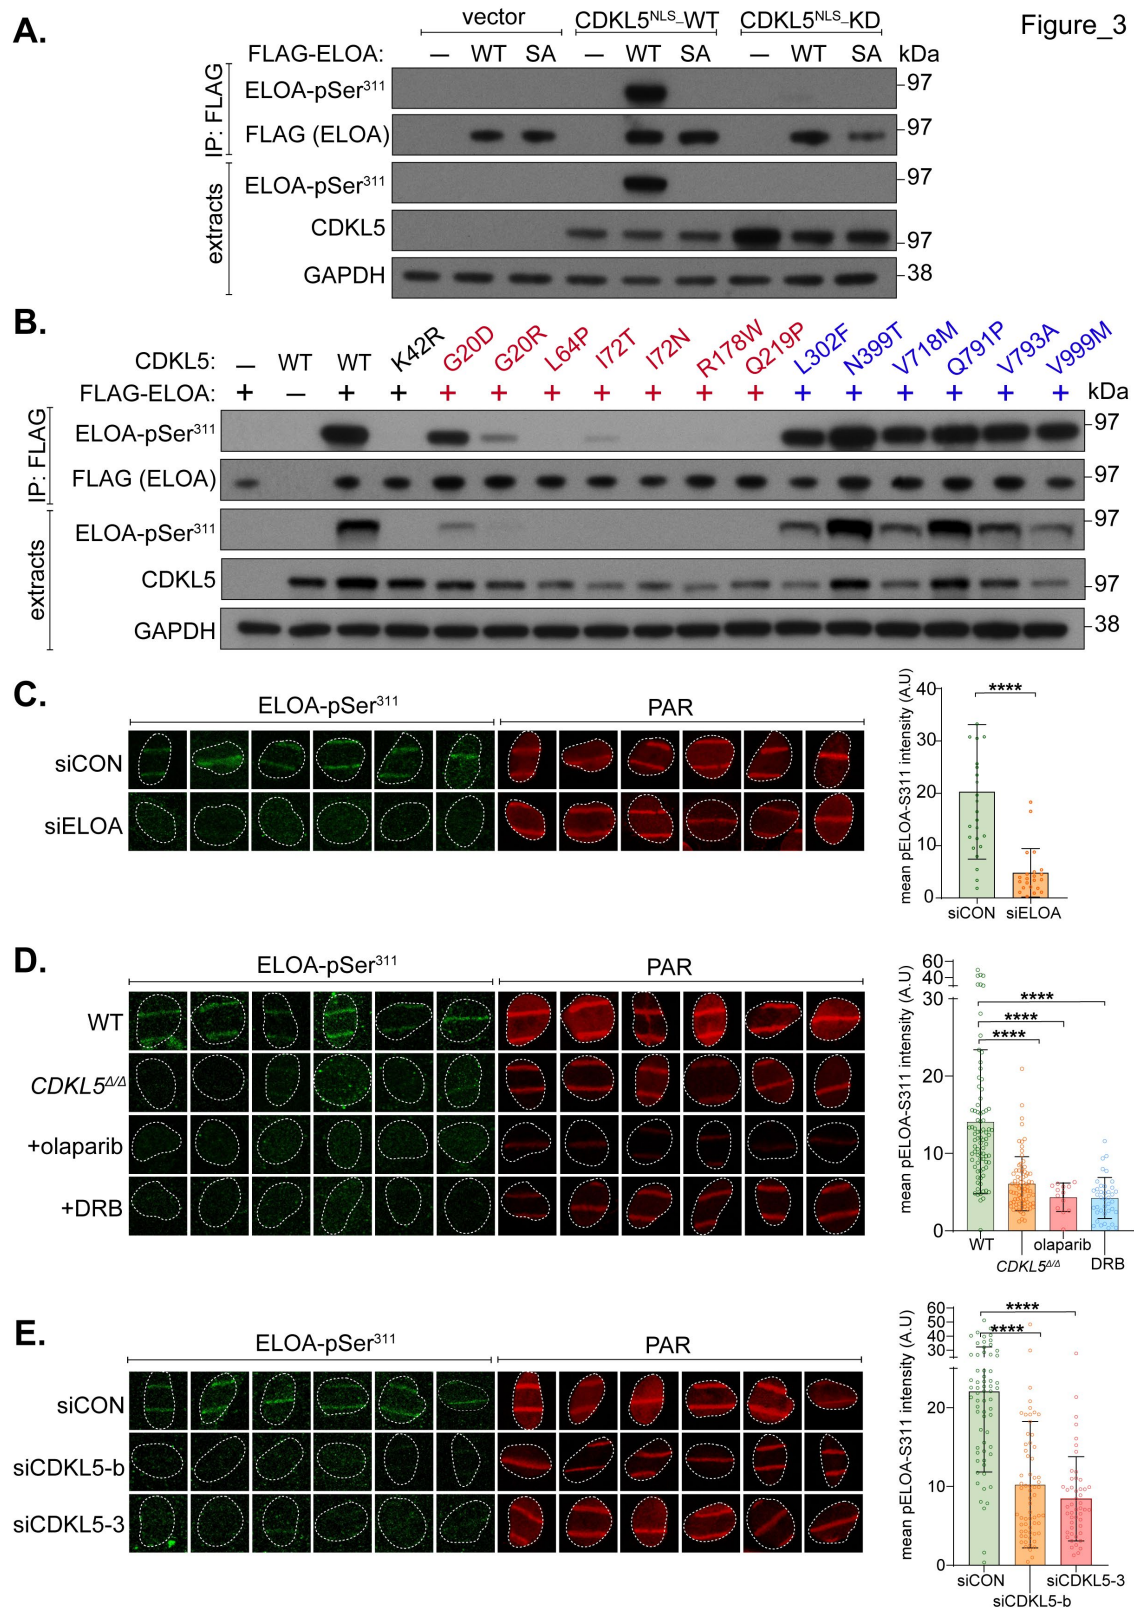 Figure_3
A.
vector CDKL5^NLS_WT CDKL5^NLS_KD
FLAG-ELOA: — WT SA — WT SA — WT SA kDa
IP: FLAG
ELOA-pSer³¹¹ 97
FLAG (ELOA) 97
extracts
ELOA-pSer³¹¹ 97
CDKL5 97
GAPDH 38
B.
CDKL5: — WT WT K42R G20D G20R L64P I72T I72N R178W Q219P L302F N399T V718M Q791P V793A V999M
FLAG-ELOA: + — + + + + + + + + + + + + + + + kDa
IP: FLAG
ELOA-pSer³¹¹ 97
FLAG (ELOA) 97
extracts
ELOA-pSer³¹¹ 97
CDKL5 97
GAPDH 38
C.
ELOA-pSer³¹¹ PAR
siCON
siELOA
mean pELOA-S311 intensity (A.U)
40
30
20
10
0
****
siCON siELOA
D.
ELOA-pSer³¹¹ PAR
WT
CDKL5^Δ/Δ
+olaparib
+DRB
mean pELOA-S311 intensity (A.U)
60
40
30
20
10
0
****
****
****
WT olaparib
CDKL5^Δ/Δ DRB
E.
ELOA-pSer³¹¹ PAR
siCON
siCDKL5-b
siCDKL5-3
mean pELOA-S311 intensity (A.U)
60
50
40
30
20
10
0
****
****
siCON siCDKL5-3
siCDKL5-b